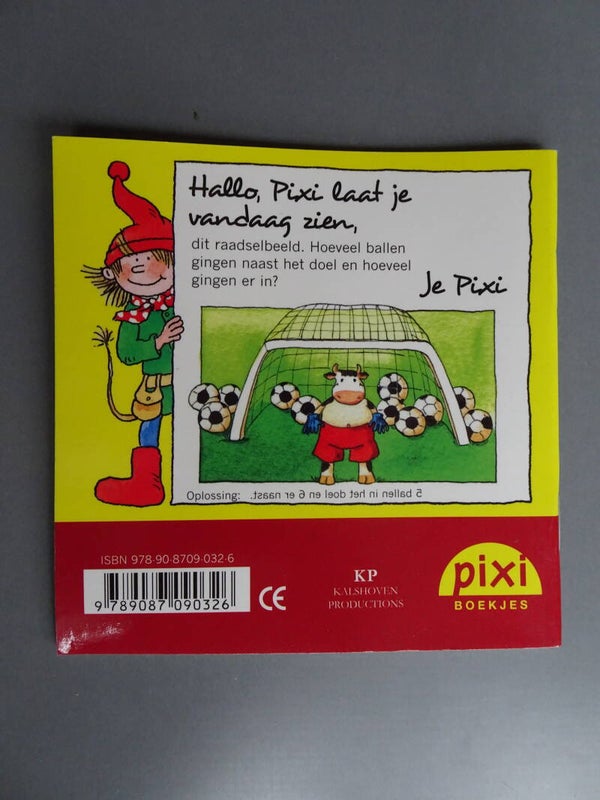 Hallo, Pixi laat je
vandaag zien,
dit raadselbeeld. Hoeveel ballen
gingen naast het doel en hoeveel
gingen er in?
Je Pixi
Oplossing: 5 ballen in het doel en 6 er naast.
ISBN 978-90-8709-032-6
9 789087 090326
CE
KP
KALSHOVEN
PRODUCTIONS
pixi
BOEKJES